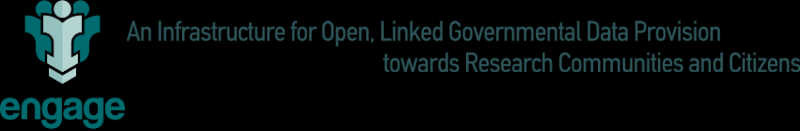 An Infrastructure for Open, Linked Governmental Data Provision
towards Research Communities and Citizens
engage